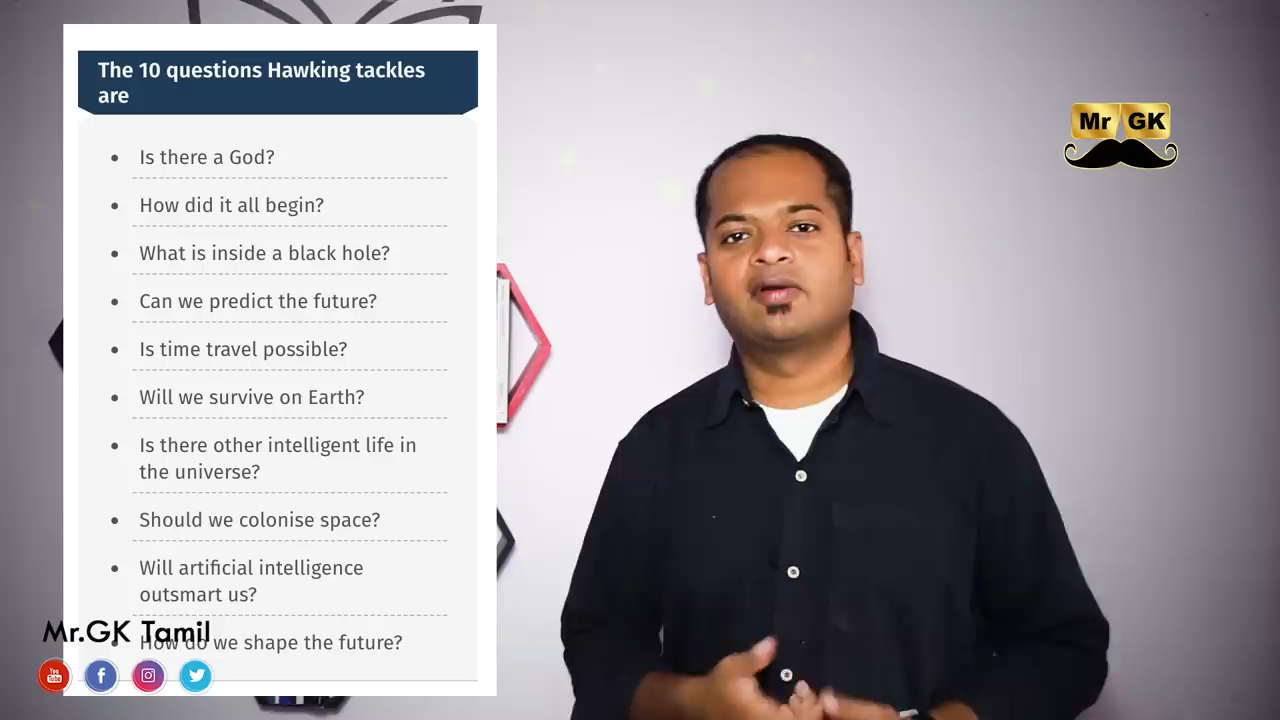 The 10 questions Hawking tackles
are
Is there a God?
How did it all begin?
What is inside a black hole?
Can we predict the future?
Is time travel possible?
Will we survive on Earth?
Is there other intelligent life in
the universe?
Should we colonise space?
Will artificial intelligence
outsmart us?
How do we shape the future?
Mr.GK Tamil
You
Tube
Mr GK